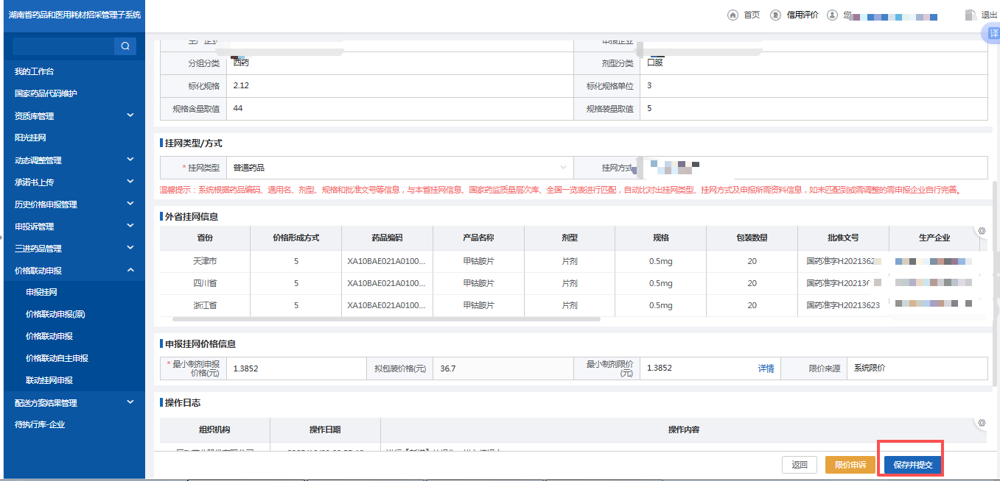 湖南省药品和医用耗材招采管理子系统
首页 信用评价 您 退出
译
我的工作台
国家药品代码维护
资质库管理
阳光挂网
动态调整管理
承诺书上传
历史价格申报管理
申投诉管理
三进药品管理
价格联动申报
申报挂网
价格联动申报(原)
价格联动申报
价格联动自主申报
联动挂网申报
配送方案结果管理
待执行库-企业
生产企业 申报企业
分组分类 西药 剂型分类 口服
标化规格 2.12 标化规格单位 3
规格含量取值 44 规格装量取值 5
挂网类型/方式
* 挂网类型 普通药品 挂网方式
温馨提示：系统根据药品编码、通用名、剂型、规格和批准文号等信息，与本省挂网信息、国家药监质量层次库、全国一览表进行匹配，自动比对出挂网类型、挂网方式及申报所需资料信息，如未匹配到或需调整的需申报企业自行完善。
外省挂网信息
省份 价格形成方式 药品编码 产品名称 剂型 规格 包装数量 批准文号 生产企业
天津市 5 XA10BAE021A0100... 甲钴胺片 片剂 0.5mg 20 国药准字H2021362
四川省 5 XA10BAE021A0100... 甲钴胺片 片剂 0.5mg 20 国药准字H202136
浙江省 5 XA10BAE021A0100... 甲钴胺片 片剂 0.5mg 20 国药准字H20213623
申报挂网价格信息
* 最小制剂申报价格(元) 1.3852 拟包装价格(元) 36.7 最小制剂限价(元) 1.3852 详情 限价来源 系统限价
操作日志
组织机构 操作日期 操作内容
返回 限价申诉 保存并提交